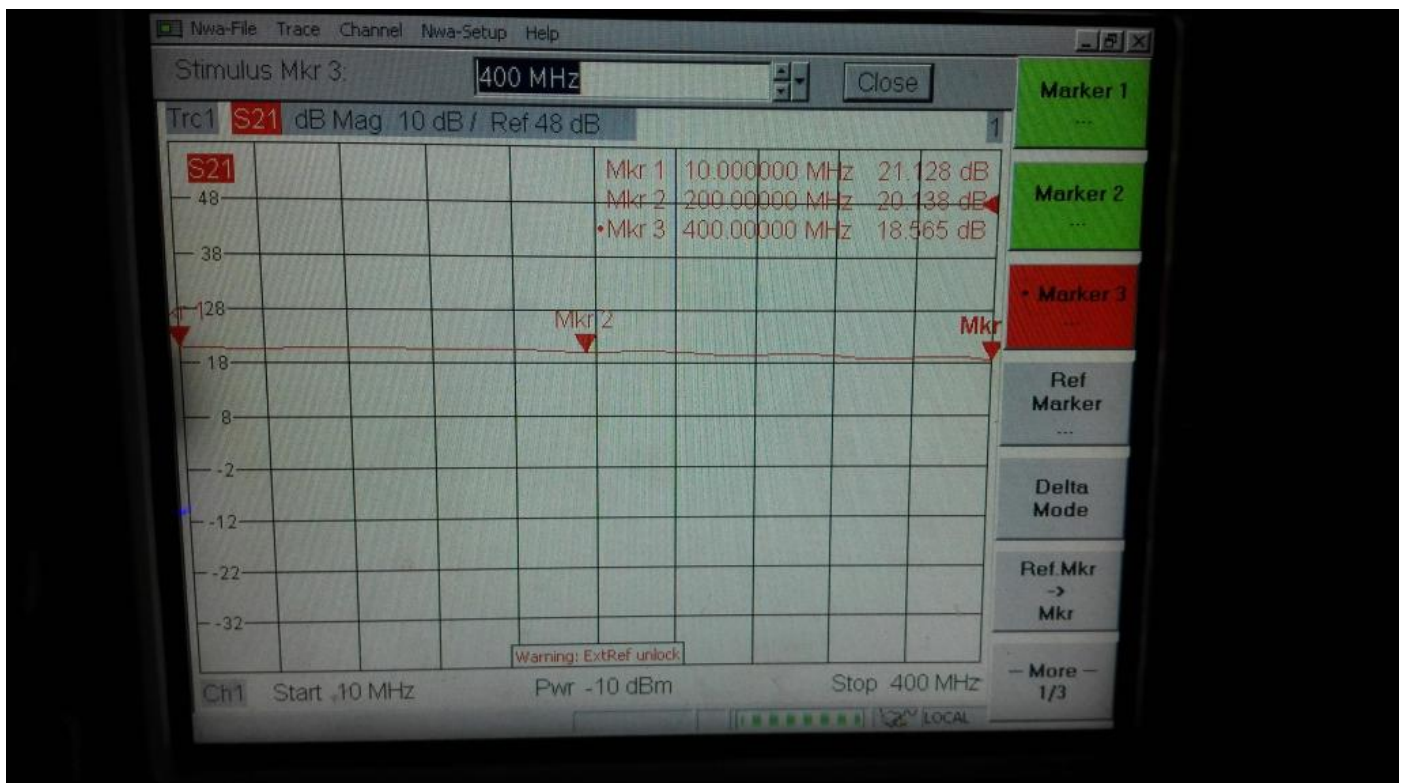 Nwa-File Trace Channel Nwa-Setup Help
Stimulus Mkr 3: 400 MHz Close
Trc1 S21 dB Mag 10 dB / Ref 48 dB 1
S21
Mkr 1 10.000000 MHz 21.128 dB
Mkr 2 200.00000 MHz 20.138 dB
•Mkr 3 400.00000 MHz 18.565 dB
48
38
28
18
8
-2
-12
-22
-32
kr 1
Mkr 2
Mkr
Warning: ExtRef unlock
Ch1 Start 10 MHz Pwr -10 dBm Stop 400 MHz
LOCAL
Marker 1
...
Marker 2
...
• Marker 3
...
Ref
Marker
...
Delta
Mode
Ref.Mkr
->
Mkr
— More —
1/3